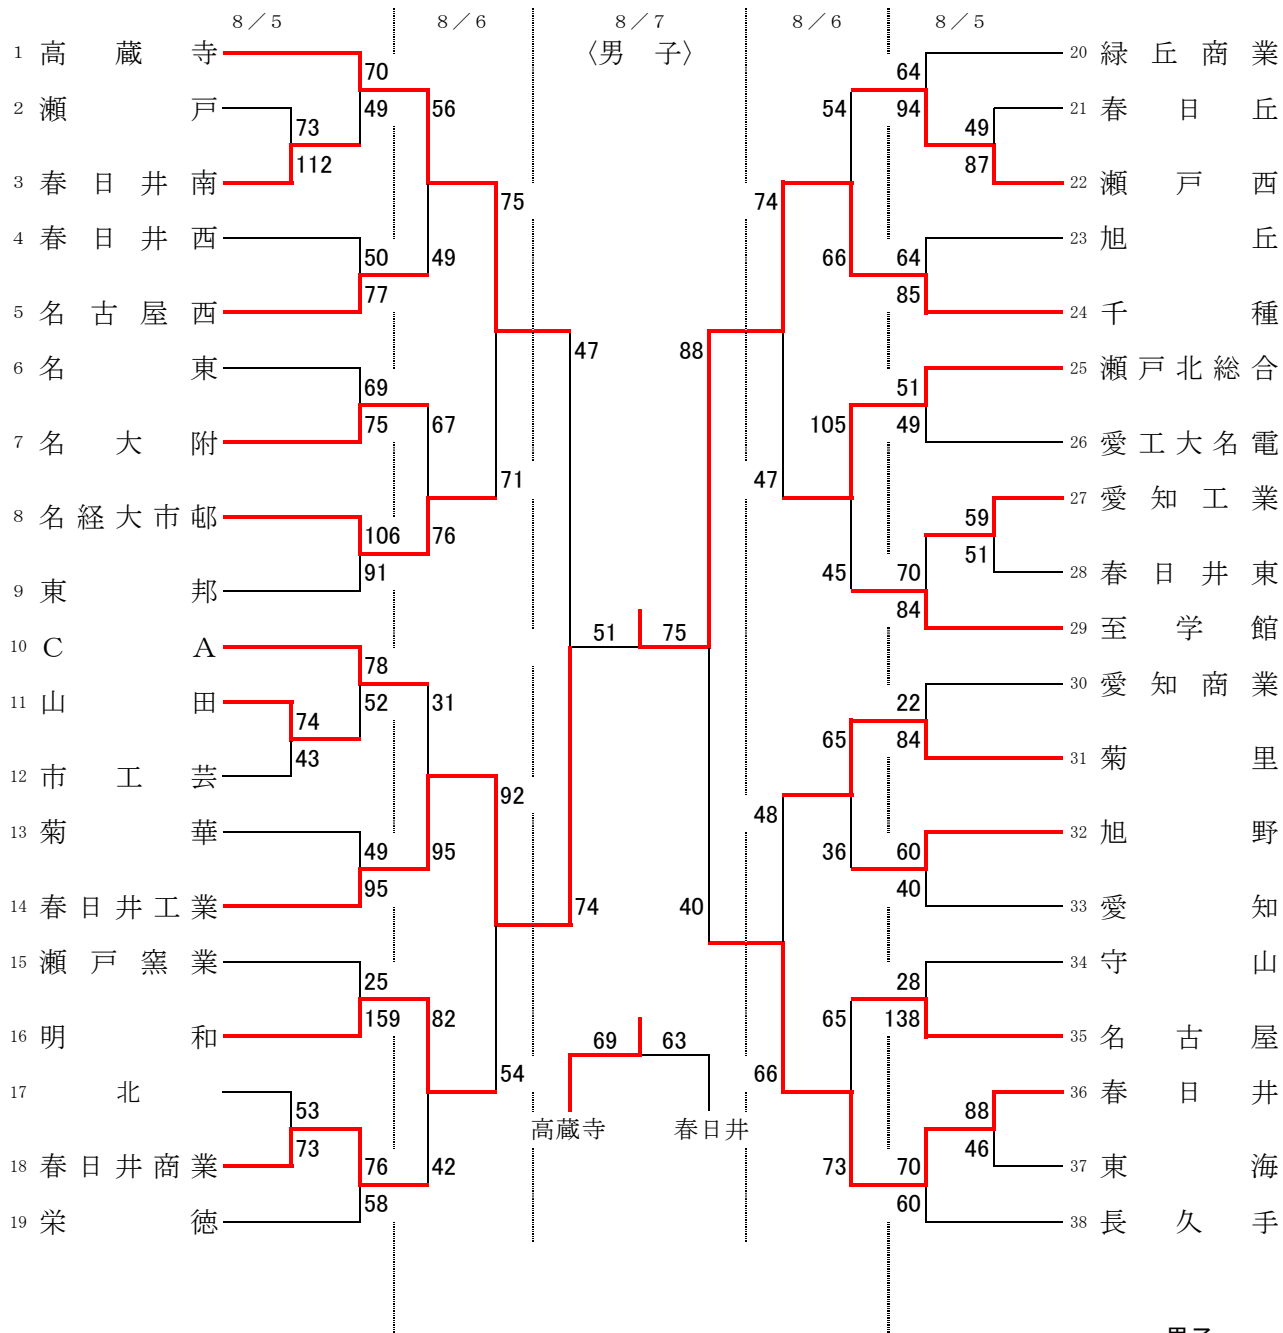 8／5 8／6 8／7 8／6 8／5
〈男 子〉
1 高蔵寺
2 瀬戸
3 春日井南
4 春日井西
5 名古屋西
6 名東
7 名大附
8 名経大市邨
9 東邦
10 ＣＡ
11 山田
12 市工芸
13 菊華
14 春日井工業
15 瀬戸窯業
16 明和
17 北
18 春日井商業
19 栄徳
70
49
73
112
50
77
69
75
106
91
78
52
74
43
49
95
25
159
53
73
76
58
56
49
67
76
31
95
82
42
75
71
92
54
47
74
51 75
69 63
高蔵寺 春日井
88
40
74
47
48
66
54
66
105
45
65
36
65
73
64
94
49
87
64
85
51
49
59
51
70
84
22
84
60
40
28
138
88
46
70
60
20 緑丘商業
21 春日丘
22 瀬戸西
23 旭丘
24 千種
25 瀬戸北総合
26 愛工大名電
27 愛知工業
28 春日井東
29 至学館
30 愛知商業
31 菊里
32 旭野
33 愛知
34 守山
35 名古屋
36 春日井
37 東海
38 長久手